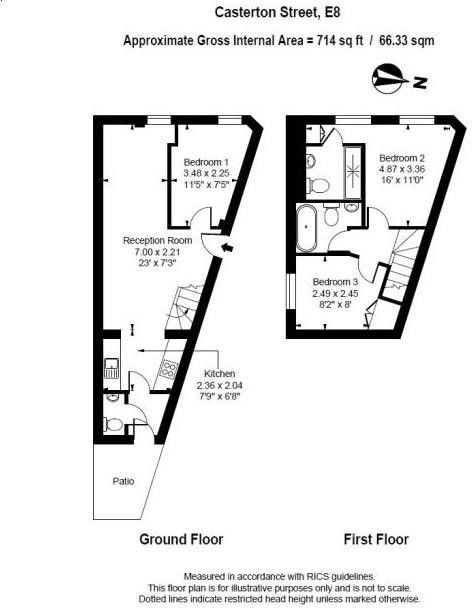 Casterton Street, E8
Approximate Gross Internal Area = 714 sq ft / 66.33 sqm
N
Bedroom 1
3.48 x 2.25
11'5" x 7'5"
Reception Room
7.00 x 2.21
23' x 7'3"
Kitchen
2.36 x 2.04
7'9" x 6'8"
Patio
Bedroom 2
4.87 x 3.36
16' x 11'0"
Bedroom 3
2.49 x 2.45
8'2" x 8'
Ground Floor
First Floor
Measured in accordance with RICS guidelines.
This floor plan is for illustrative purposes only and is not to scale.
Dotted lines indicate restricted head height unless marked otherwise.